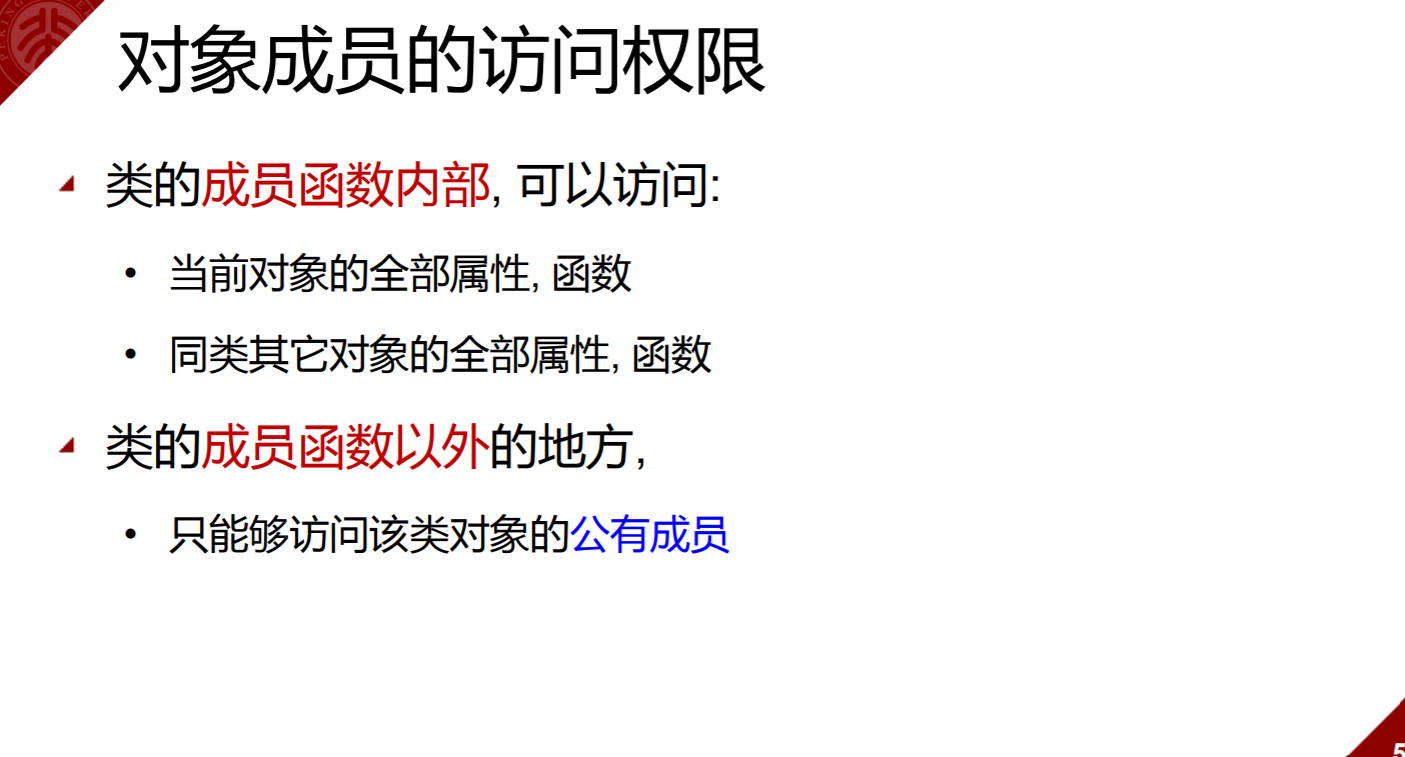 对象成员的访问权限
类的成员函数内部, 可以访问:
• 当前对象的全部属性, 函数
• 同类其它对象的全部属性, 函数
类的成员函数以外的地方,
• 只能够访问该类对象的公有成员
5